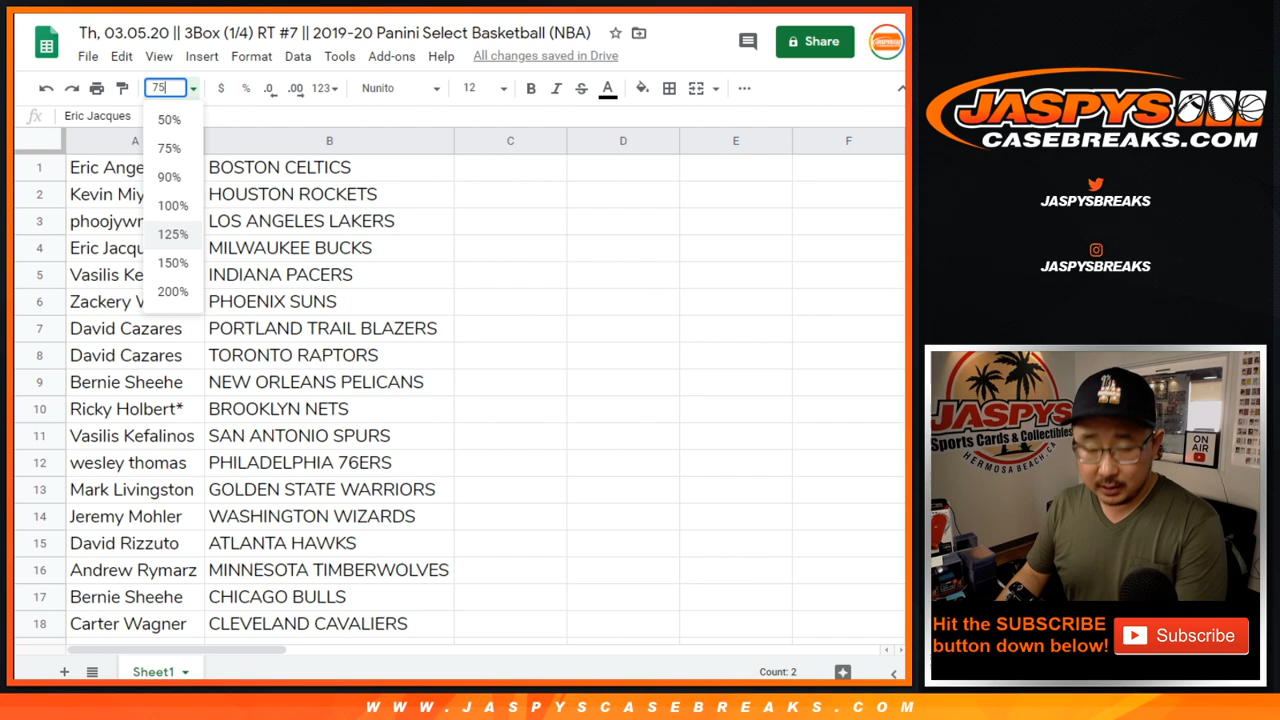 Th, 03.05.20 || 3Box (1/4) RT #7 || 2019-20 Panini Select Basketball (NBA)
File Edit View Insert Format Data Tools Add-ons Help All changes saved in Drive
Share
75 $ % .0 .00 123 Nunito 12 B I S A
fx Eric Jacques
50%
75%
90%
100%
125%
150%
200%
A B C D E F
1 Eric Ange BOSTON CELTICS
2 Kevin Miy HOUSTON ROCKETS
3 phoojywr LOS ANGELES LAKERS
4 Eric Jacqu MILWAUKEE BUCKS
5 Vasilis Ke INDIANA PACERS
6 Zackery PHOENIX SUNS
7 David Cazares PORTLAND TRAIL BLAZERS
8 David Cazares TORONTO RAPTORS
9 Bernie Sheehe NEW ORLEANS PELICANS
10 Ricky Holbert* BROOKLYN NETS
11 Vasilis Kefalinos SAN ANTONIO SPURS
12 wesley thomas PHILADELPHIA 76ERS
13 Mark Livingston GOLDEN STATE WARRIORS
14 Jeremy Mohler WASHINGTON WIZARDS
15 David Rizzuto ATLANTA HAWKS
16 Andrew Rymarz MINNESOTA TIMBERWOLVES
17 Bernie Sheehe CHICAGO BULLS
18 Carter Wagner CLEVELAND CAVALIERS
Sheet1 Count: 2
JASPYS
CASEBREAKS.COM
JASPYSBREAKS
JASPYSBREAKS
JASPYS
Sports Cards & Collectibles
HERMOSA BEACH, CA
ON
AIR
Hit the SUBSCRIBE
button down below!
Subscribe
WWW.JASPYSCASEBREAKS.COM